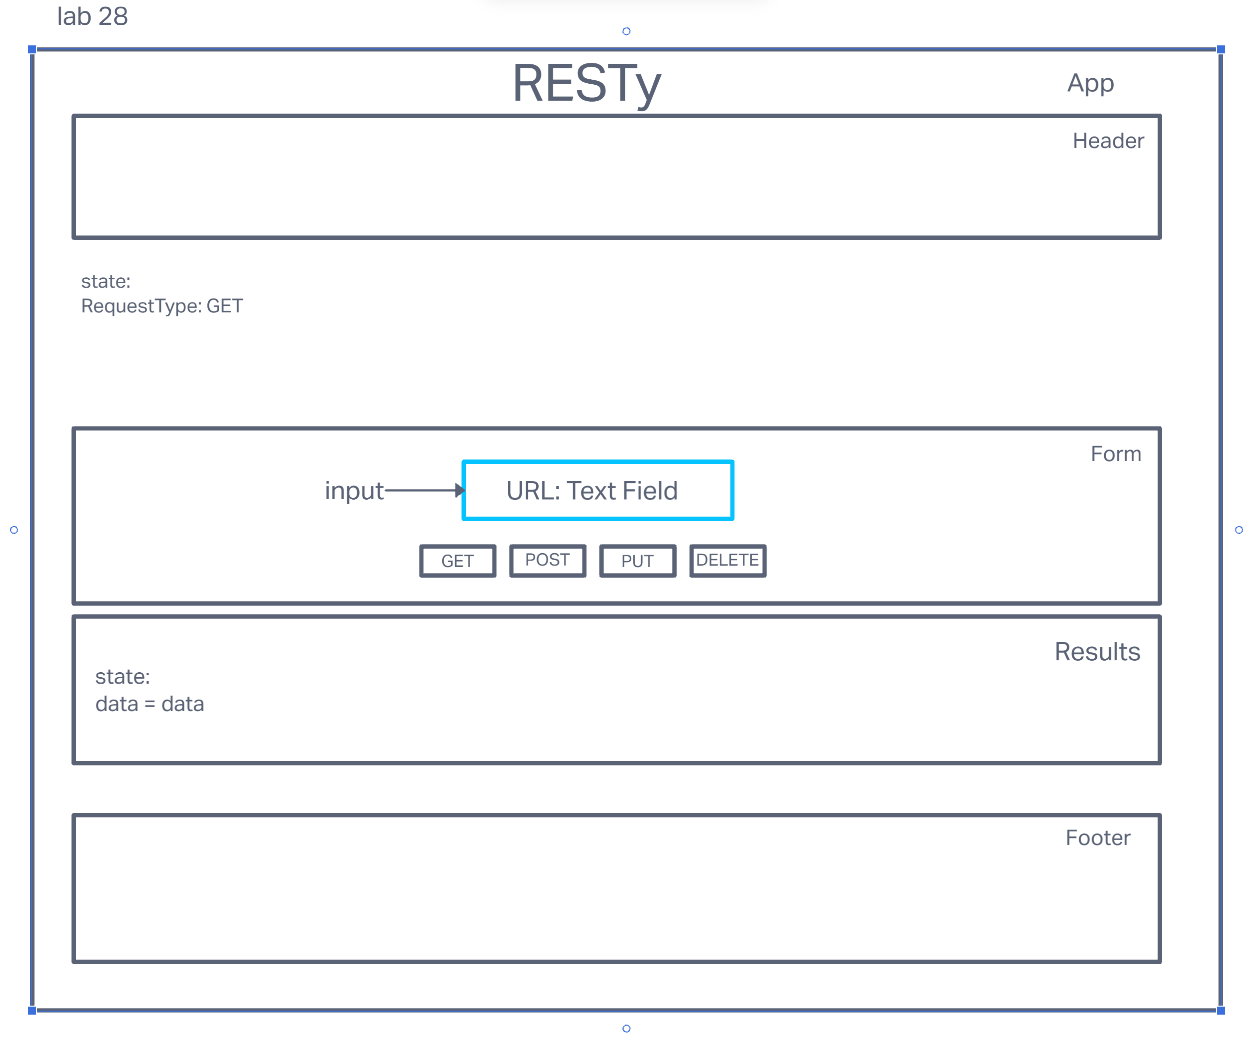 lab 28
RESTy
App
Header
state:
RequestType: GET
Form
input
URL: Text Field
GET
POST
PUT
DELETE
Results
state:
data = data
Footer